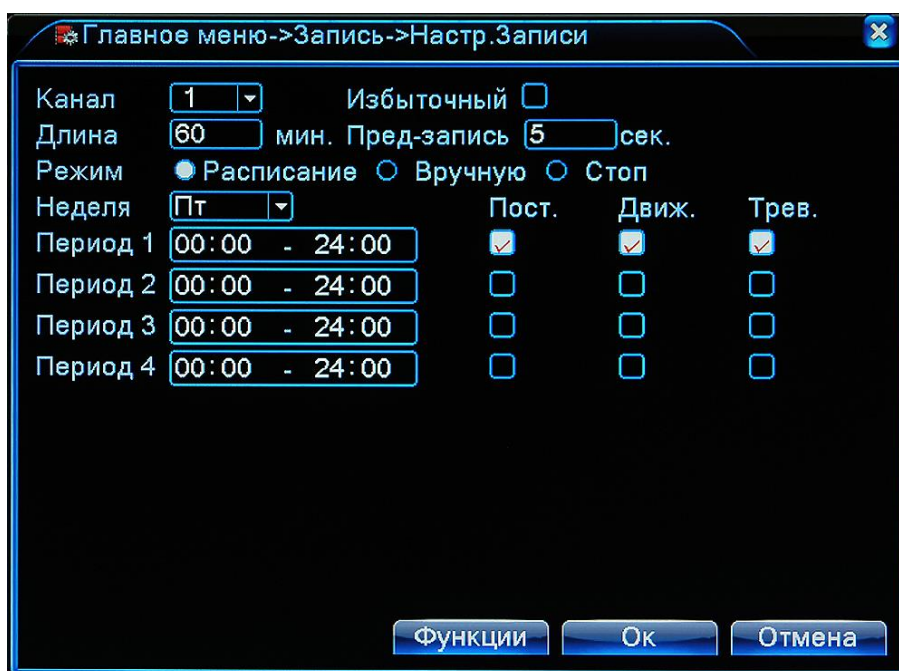 Главное меню->Запись->Настр.Записи
Канал 1 Избыточный
Длина 60 мин. Пред-запись 5 сек.
Режим Расписание Вручную Стоп
Неделя Пт Пост. Движ. Трев.
Период 1 00:00 - 24:00
Период 2 00:00 - 24:00
Период 3 00:00 - 24:00
Период 4 00:00 - 24:00
Функции Ок Отмена